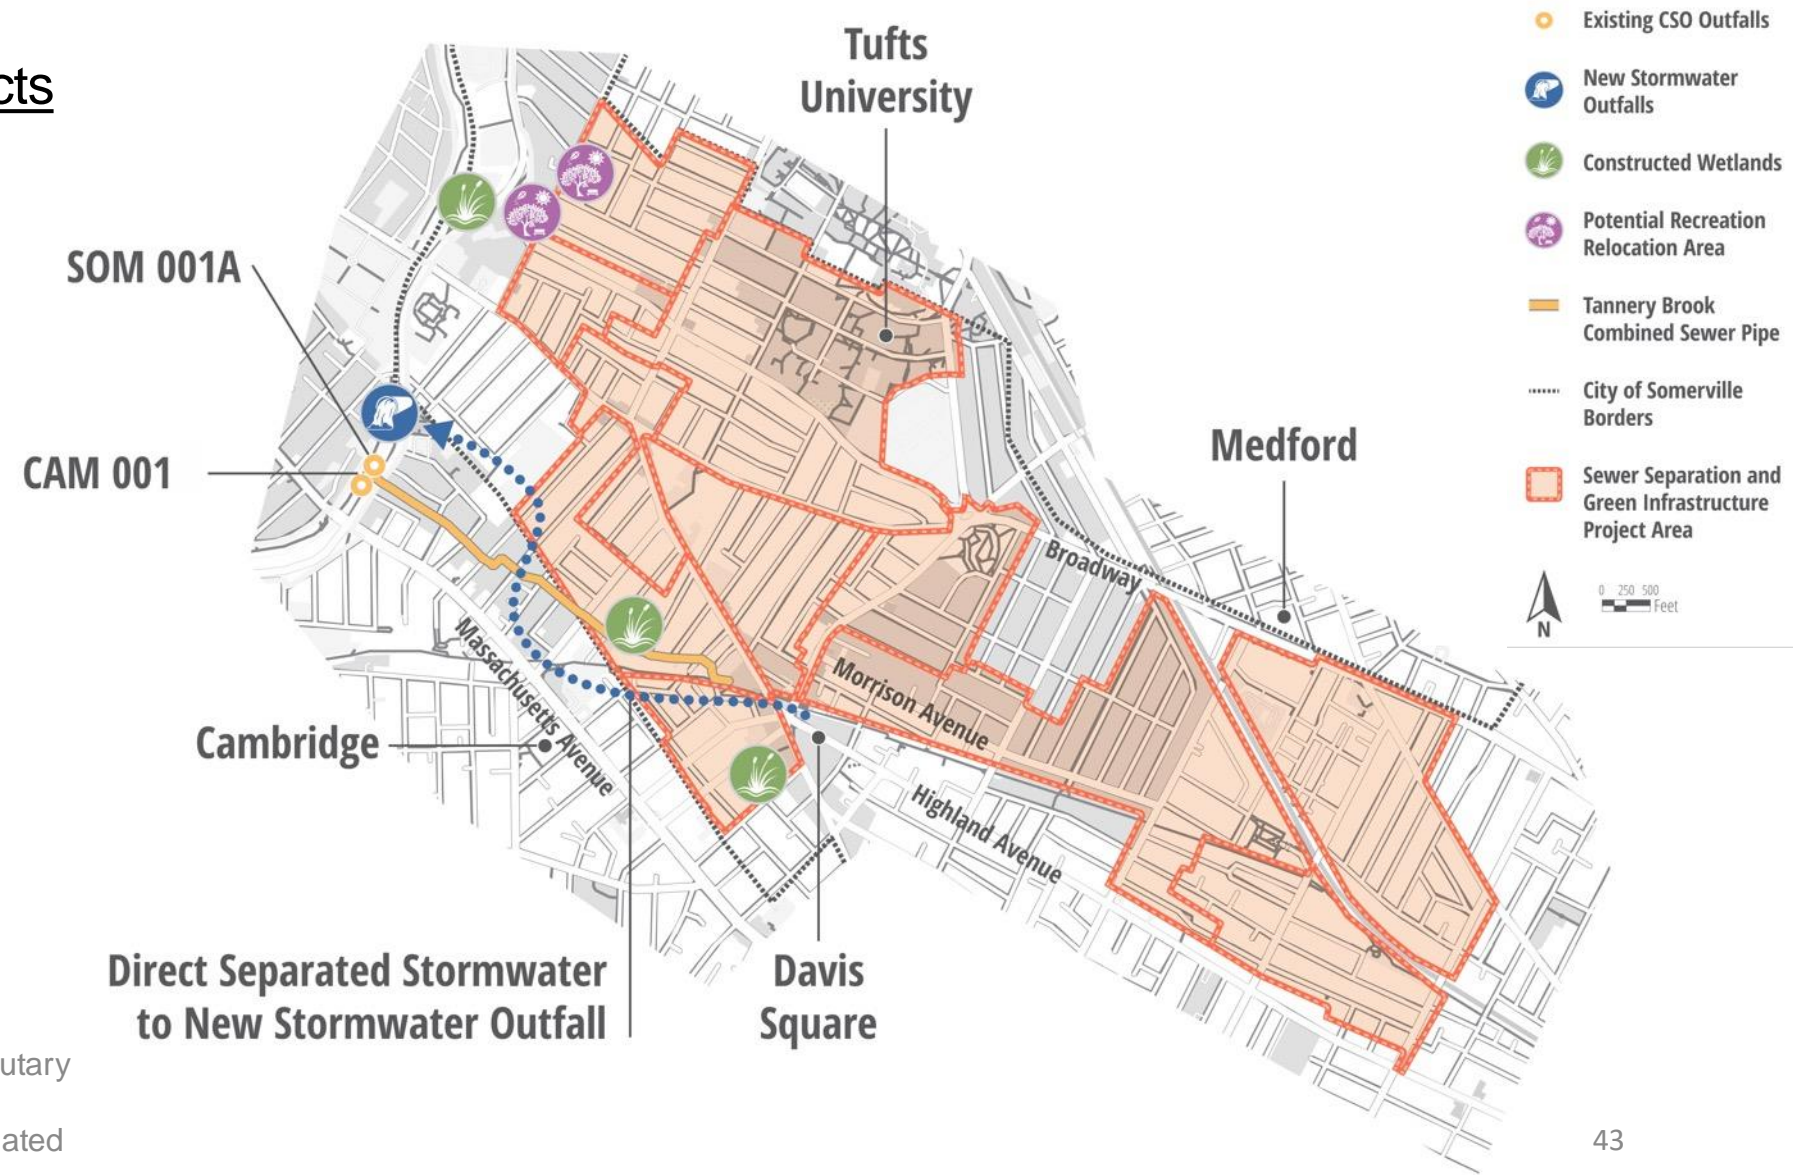 cts
Tufts
University
SOM 001A
CAM 001
Medford
Broadway
Morrison Avenue
Massachusetts Avenue
Highland Avenue
Cambridge
Direct Separated Stormwater
to New Stormwater Outfall
Davis
Square
Existing CSO Outfalls
New Stormwater
Outfalls
Constructed Wetlands
Potential Recreation
Relocation Area
Tannery Brook
Combined Sewer Pipe
City of Somerville
Borders
Sewer Separation and
Green Infrastructure
Project Area
N
0 250 500
Feet
utary
ated
43